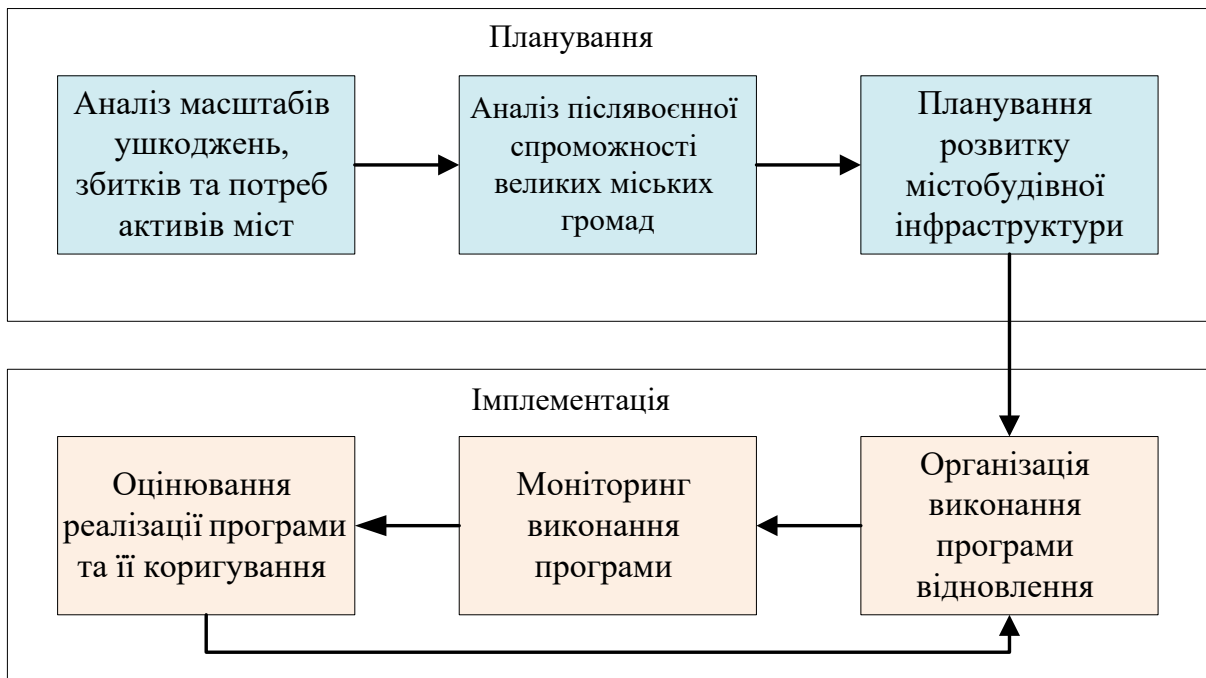 Планування
Аналіз масштабів
ушкоджень,
збитків та потреб
активів міст
Аналіз післявоєнної
спроможності
великих міських
громад
Планування
розвитку
містобудівної
інфраструктури
Імплементація
Оцінювання
реалізації програми
та її коригування
Моніторинг
виконання
програми
Організація
виконання
програми
відновлення